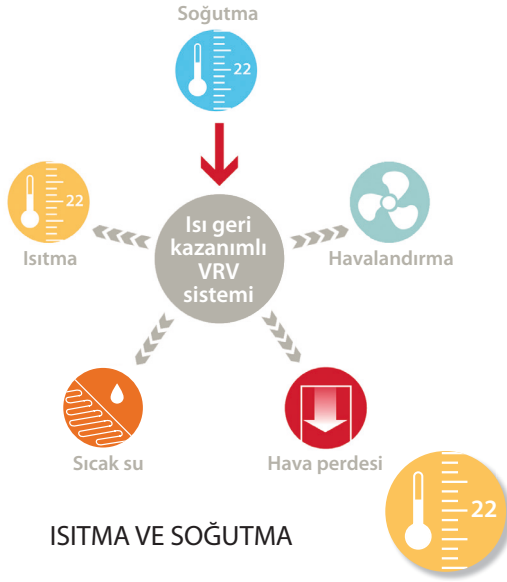 Soğutma
22
22
Isıtma
Isı geri
kazanımlı
VRV
sistemi
Havalandırma
Sıcak su
Hava perdesi
ISITMA VE SOĞUTMA
22